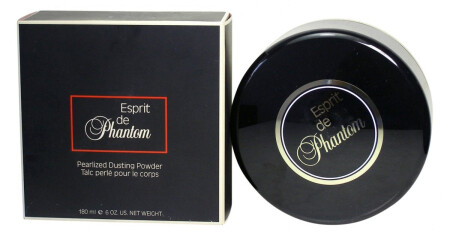 Esprit
de
Phantom
Pearlized Dusting Powder
Talc perlé pour le corps
180 ml ℮ 6 OZ. US. NET WEIGHT.
Esprit
de
Phantom